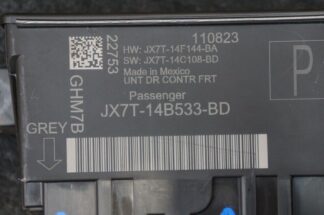 110823
HW: JX7T-14F144-BA
SW: JX7T-14C108-BD
Made in Mexico
UNT DR CONT FRT
Passenger
JX7T-14B533-BD
22753
GHM7B
GREY
P